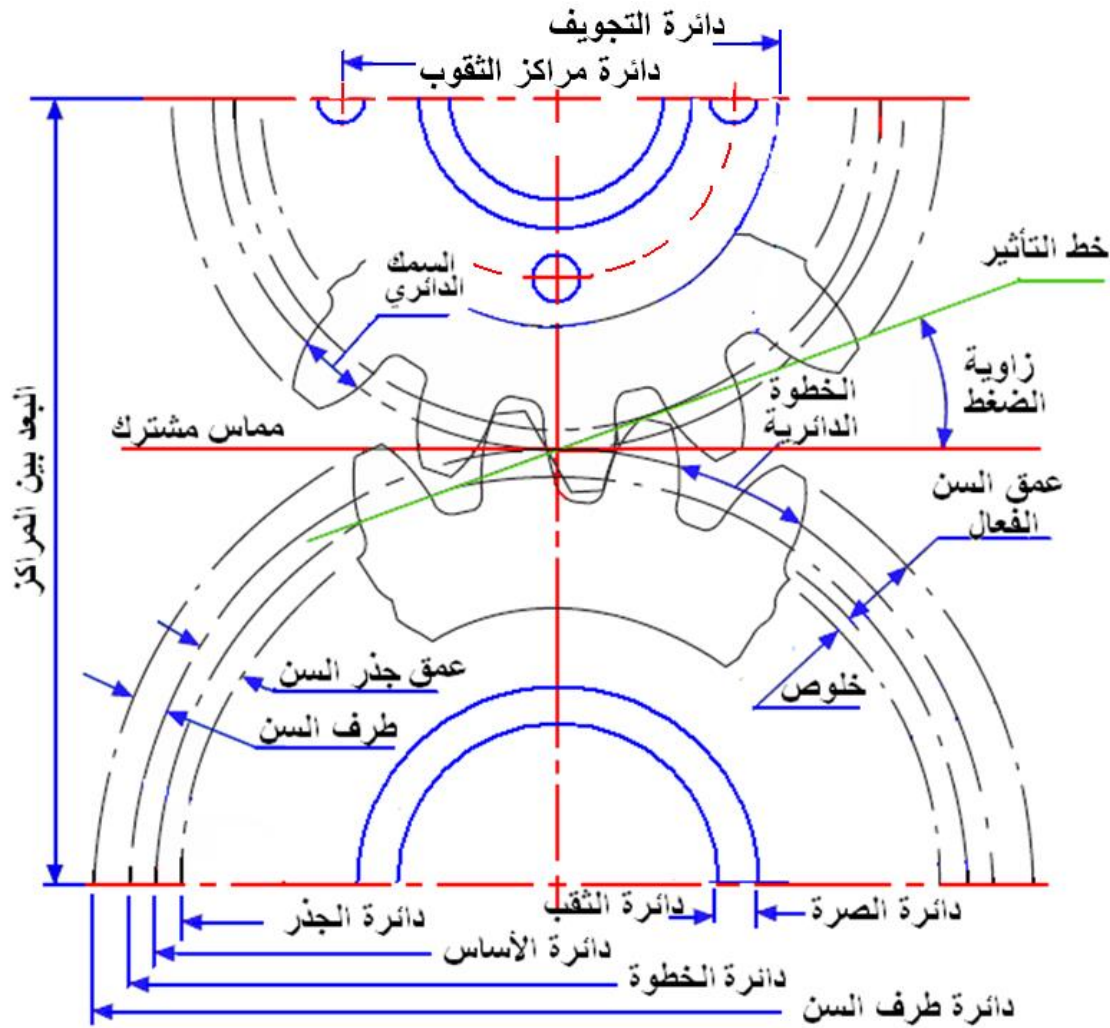 دائرة التجويف
دائرة مراكز الثقوب
خط التأثير
السمك
الدائري
زاوية
الضغط
الخطوة
الدائرية
مماس مشترك
البعد بين المراكز
عمق السن
الفعال
عمق جذر السن
خلوص
طرف السن
دائرة الجذر
دائرة الثقب
دائرة الصرة
دائرة الأساس
دائرة الخطوة
دائرة طرف السن